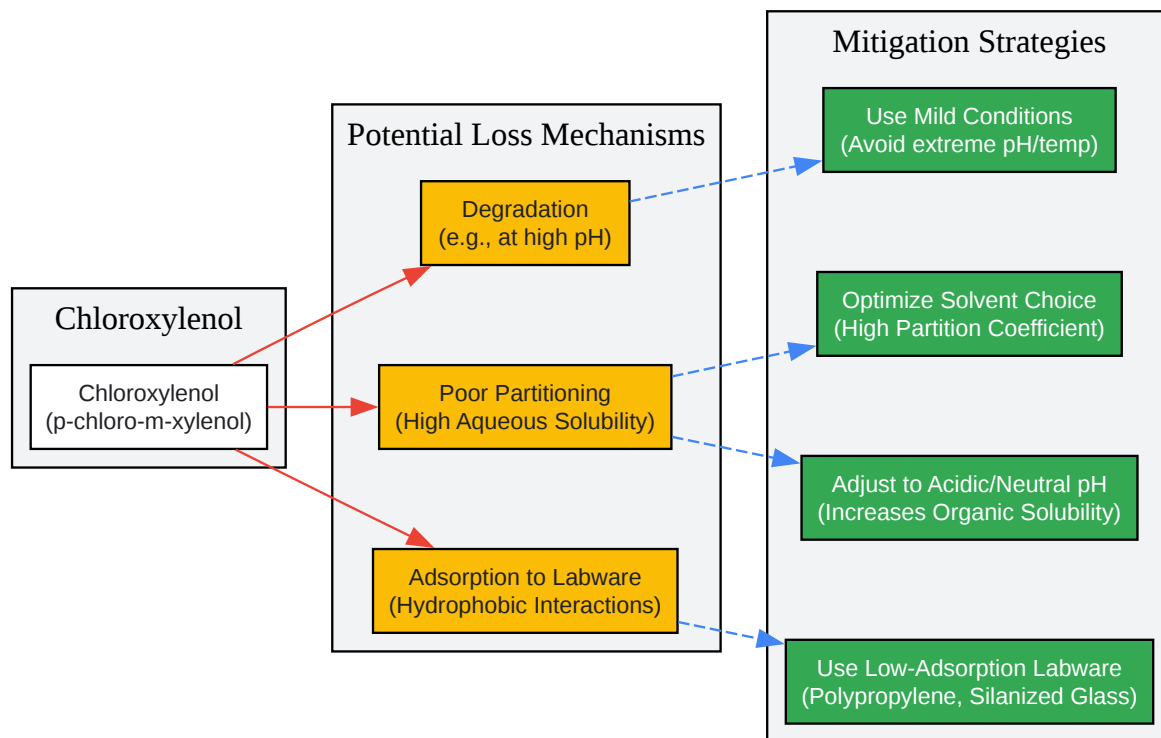 Chloroxylenol
Chloroxylenol
(p-chloro-m-xylenol)
Potential Loss Mechanisms
Degradation
(e.g., at high pH)
Poor Partitioning
(High Aqueous Solubility)
Adsorption to Labware
(Hydrophobic Interactions)
Mitigation Strategies
Use Mild Conditions
(Avoid extreme pH/temp)
Optimize Solvent Choice
(High Partition Coefficient)
Adjust to Acidic/Neutral pH
(Increases Organic Solubility)
Use Low-Adsorption Labware
(Polypropylene, Silanized Glass)